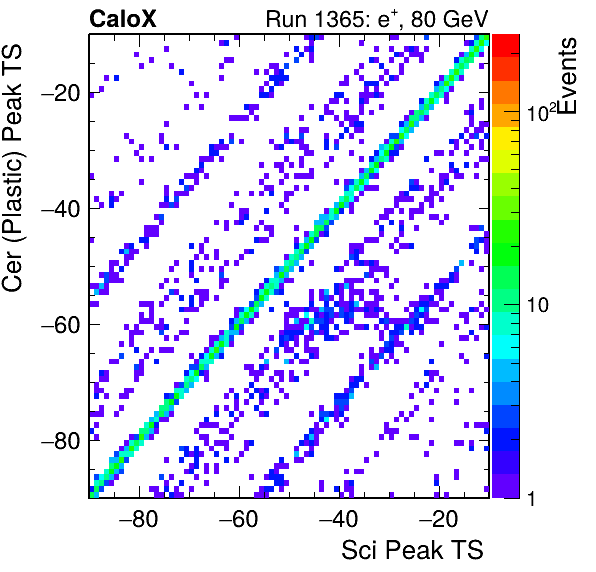 CaloX Run 1365: e⁺, 80 GeV
Cer (Plastic) Peak TS
−20
−40
−60
−80
−80 −60 −40 −20
Sci Peak TS
Events
10²
10
1